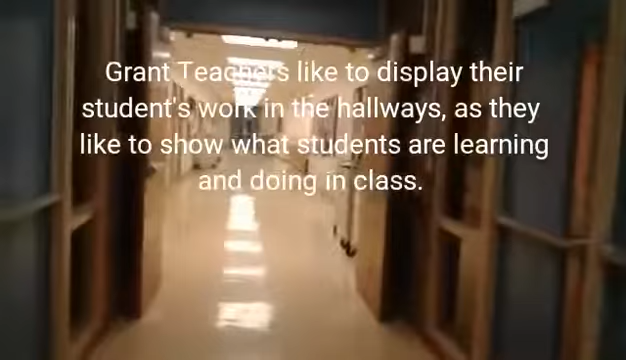 Grant Teachers like to display their
student's work in the hallways, as they
like to show what students are learning
and doing in class.